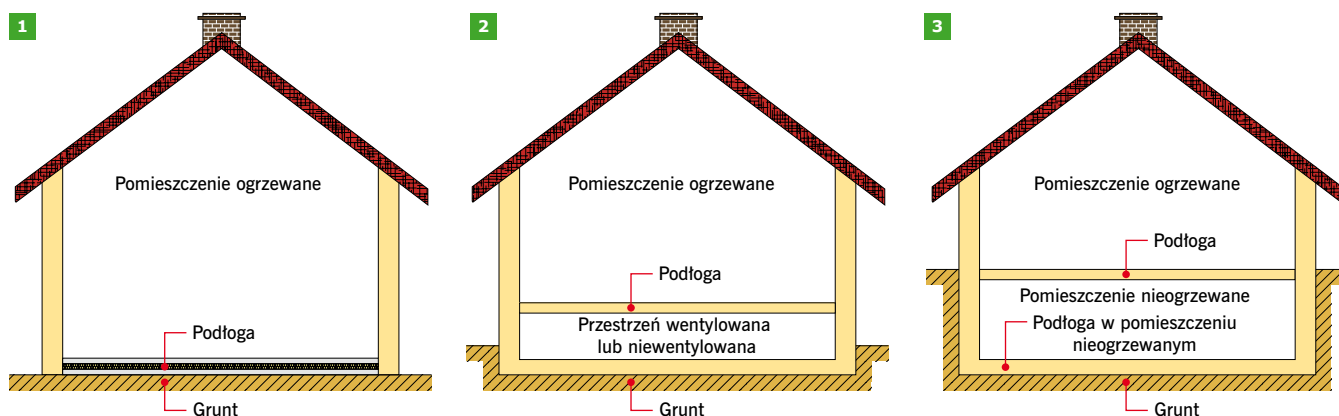 1
Pomieszczenie ogrzewane
Podłoga
Grunt
2
Pomieszczenie ogrzewane
Podłoga
Przestrzeń wentylowana
lub niewentylowana
Grunt
3
Pomieszczenie ogrzewane
Podłoga
Pomieszczenie nieogrzewane
Podłoga w pomieszczeniu
nieogrzewanym
Grunt